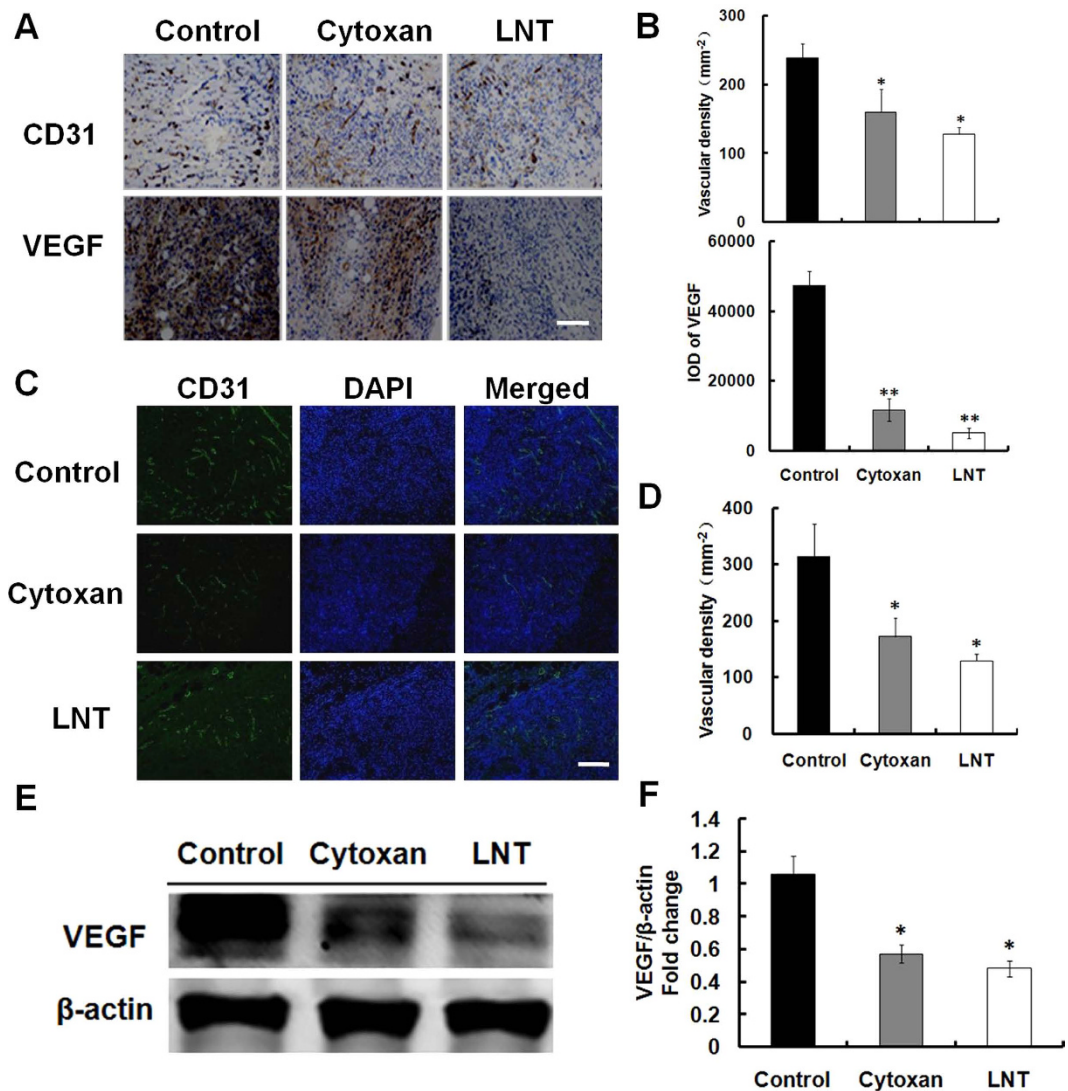 A
Control Cytoxan LNT
CD31
VEGF
B
Vascular density (mm-2)
300
200
100
0
* *
IOD of VEGF
60000
40000
20000
0
** **
Control Cytoxan LNT
C
CD31 DAPI Merged
Control
Cytoxan
LNT
D
Vascular density (mm-2)
400
300
200
100
0
* *
Control Cytoxan LNT
E
Control Cytoxan LNT
VEGF
β-actin
F
VEGF/β-actin
Fold change
1.4
1.2
1
0.8
0.6
0.4
0.2
0
* *
Control Cytoxan LNT